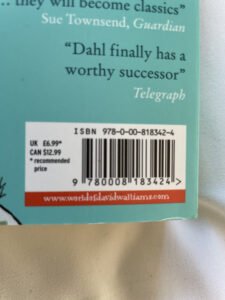 ... they will become classics”
Sue Townsend, Guardian
“Dahl finally has a
worthy successor”
Telegraph
ISBN 978-0-00-818342-4
UK £6.99*
CAN $12.99
* recommended
price
9 780008 183424 >
www.worldofdavidwalliams.com